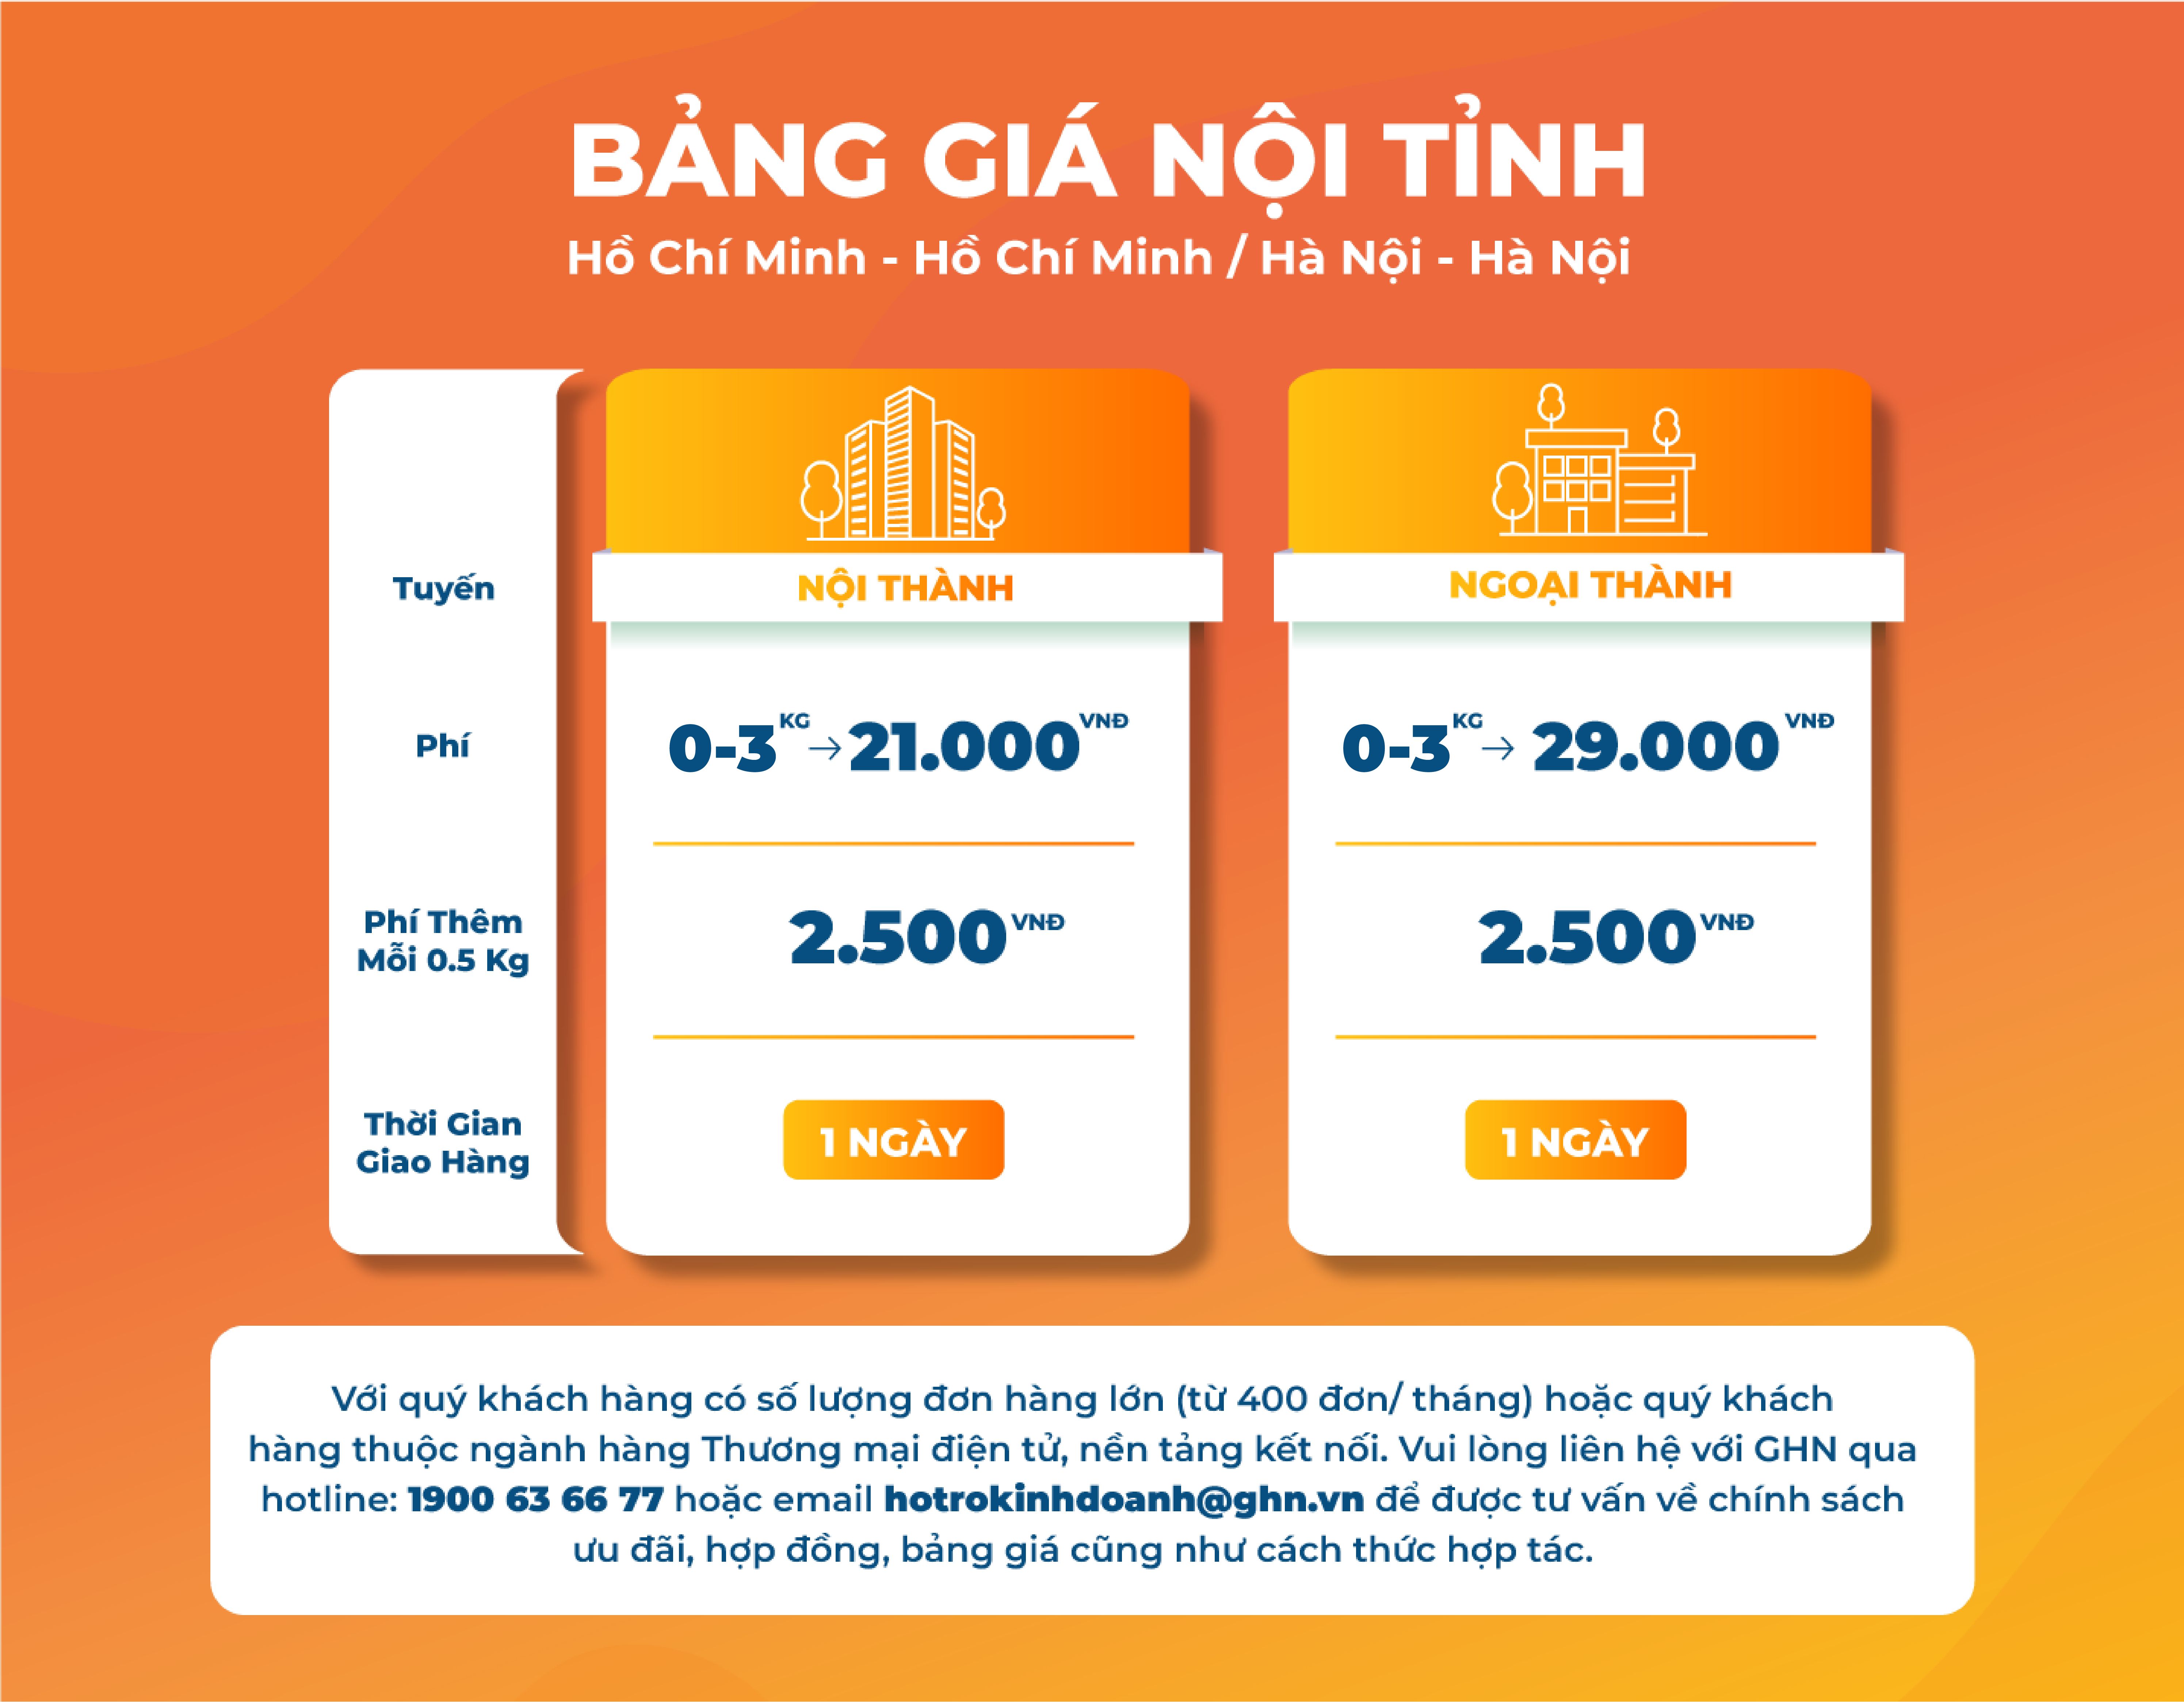 BẢNG GIÁ NỘI TỈNH
Hồ Chí Minh - Hồ Chí Minh / Hà Nội - Hà Nội
Tuyến
NỘI THÀNH
NGOẠI THÀNH
Phí
0-3 KG → 21.000 VNĐ
0-3 KG → 29.000 VNĐ
Phí Thêm
Mỗi 0.5 Kg
2.500 VNĐ
2.500 VNĐ
Thời Gian
Giao Hàng
1 NGÀY
1 NGÀY
Với quý khách hàng có số lượng đơn hàng lớn (từ 400 đơn/ tháng) hoặc quý khách
hàng thuộc ngành hàng Thương mại điện tử, nền tảng kết nối. Vui lòng liên hệ với GHN qua
hotline: 1900 63 66 77 hoặc email hotrokinhdoanh@ghn.vn để được tư vấn về chính sách
ưu đãi, hợp đồng, bảng giá cũng như cách thức hợp tác.